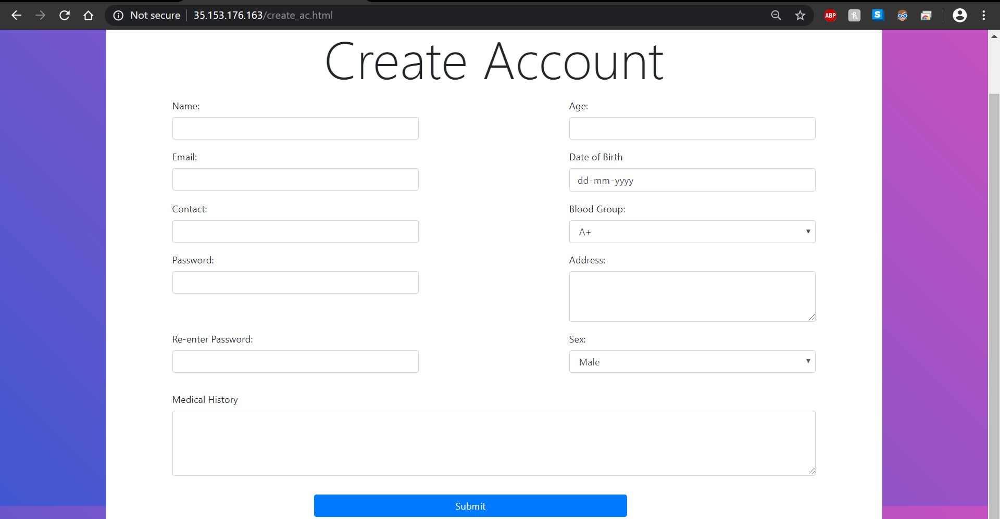 Not secure 35.153.176.163/create_ac.html
ABP
S
Create Account
Name:
Age:
Email:
Date of Birth
dd-mm-yyyy
Contact:
Blood Group:
A+
Password:
Address:
Re-enter Password:
Sex:
Male
Medical History
Submit